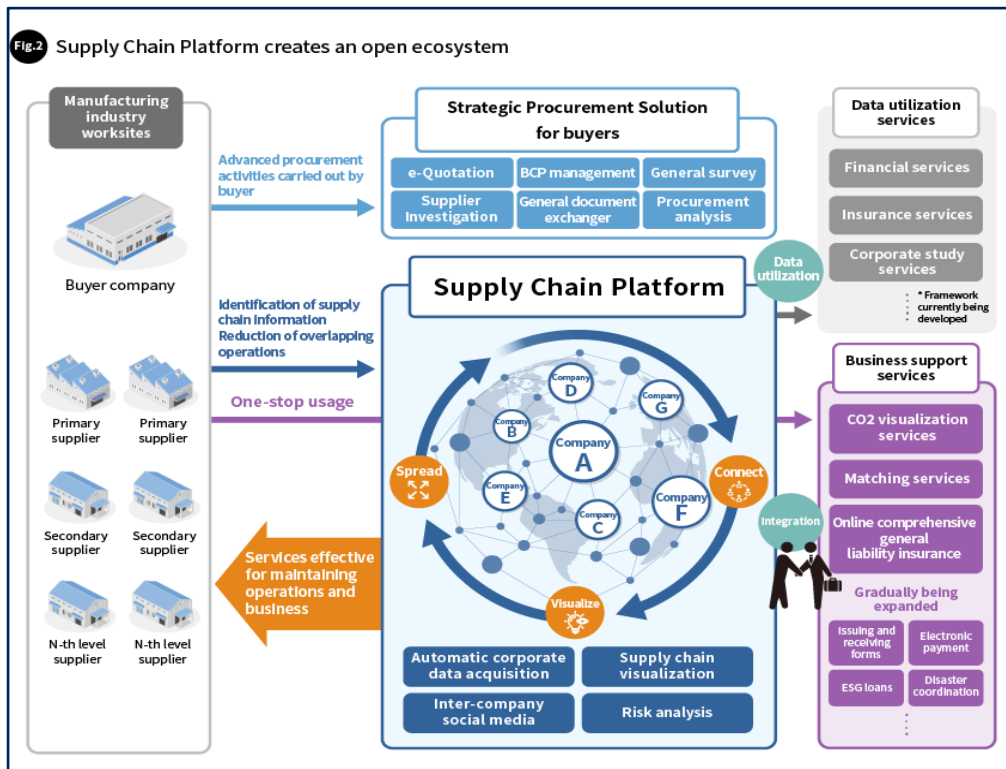 Fig.2 Supply Chain Platform creates an open ecosystem
Manufacturing
industry
worksites
Buyer company
Primary
supplier
Primary
supplier
Secondary
supplier
Secondary
supplier
N-th level
supplier
N-th level
supplier
Advanced procurement
activities carried out by
buyer
Identification of supply
chain information
Reduction of overlapping
operations
One-stop usage
Services effective
for maintaining
operations and
business
Strategic Procurement Solution
for buyers
e-Quotation
BCP management
General survey
Supplier
Investigation
General document
exchanger
Procurement
analysis
Supply Chain Platform
Company
D
Company
G
Company
B
Company
A
Company
E
Company
C
Company
F
Spread
Connect
Visualize
Automatic corporate
data acquisition
Supply chain
visualization
Inter-company
social media
Risk analysis
Data
utilization
Integration
Data utilization
services
Financial services
Insurance services
Corporate study
services
* Framework
currently being
developed
Business support
services
CO2 visualization
services
Matching services
Online comprehensive
general
liability insurance
Gradually being
expanded
Issuing and
receiving
forms
Electronic
payment
ESG loans
Disaster
coordination